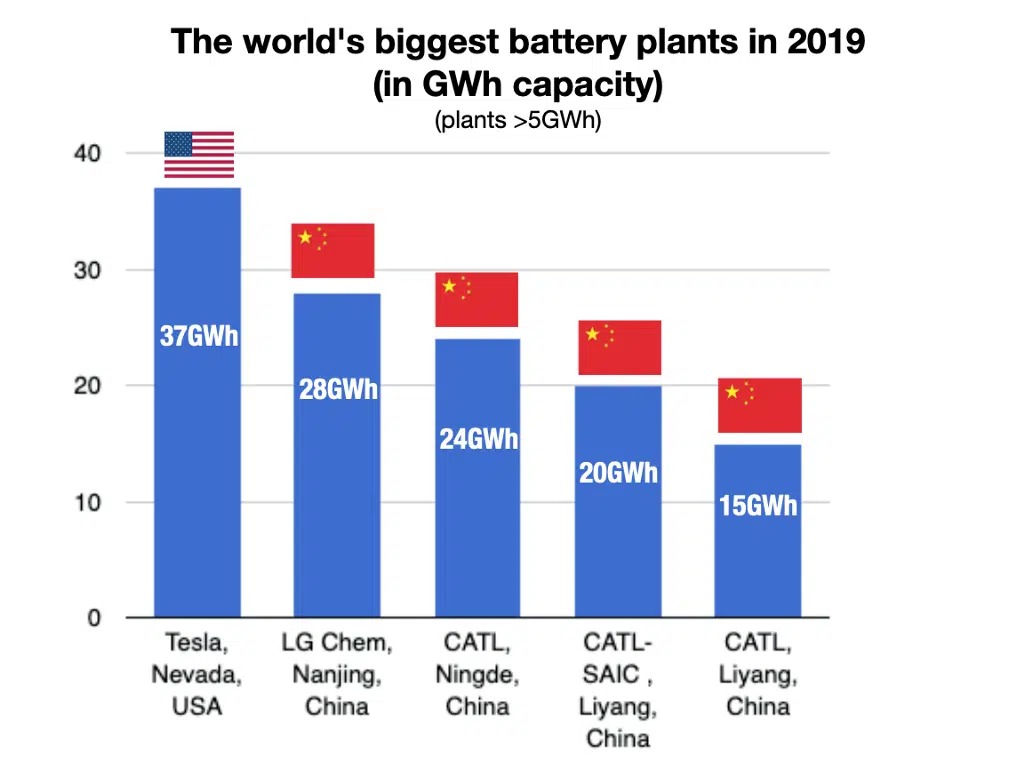 The world's biggest battery plants in 2019
(in GWh capacity)
(plants >5GWh)
40
30
20
10
0
37GWh
28GWh
24GWh
20GWh
15GWh
Tesla,
Nevada,
USA
LG Chem,
Nanjing,
China
CATL,
Ningde,
China
CATL-
SAIC ,
Liyang,
China
CATL,
Liyang,
China